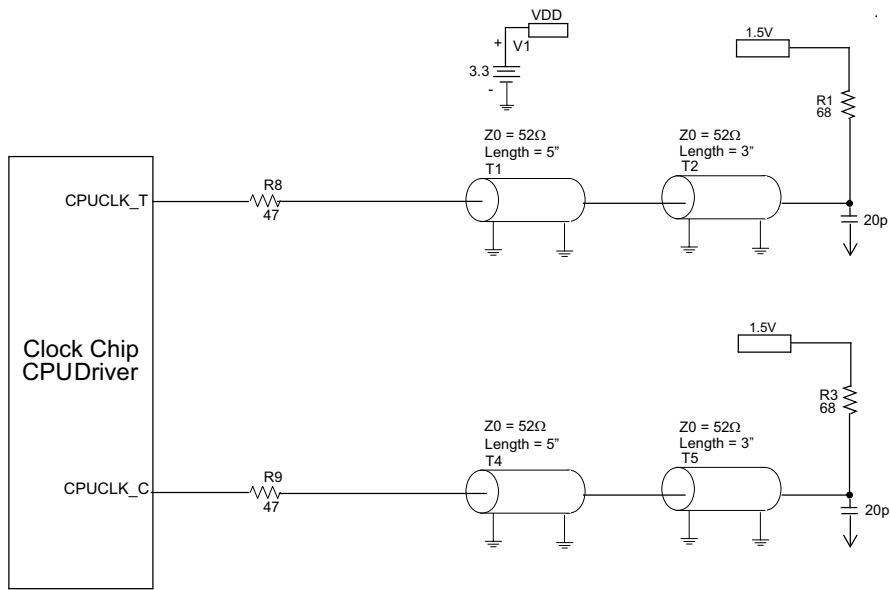 VDD
+
V1
3.3
-
1.5V
R1
68
Z0 = 52Ω
Length = 5”
T1
Z0 = 52Ω
Length = 3”
T2
CPUCLK_T
R8
47
20p
Clock Chip
CPUDriver
1.5V
R3
68
Z0 = 52Ω
Length = 5”
T4
Z0 = 52Ω
Length = 3”
T5
CPUCLK_C
R9
47
20p